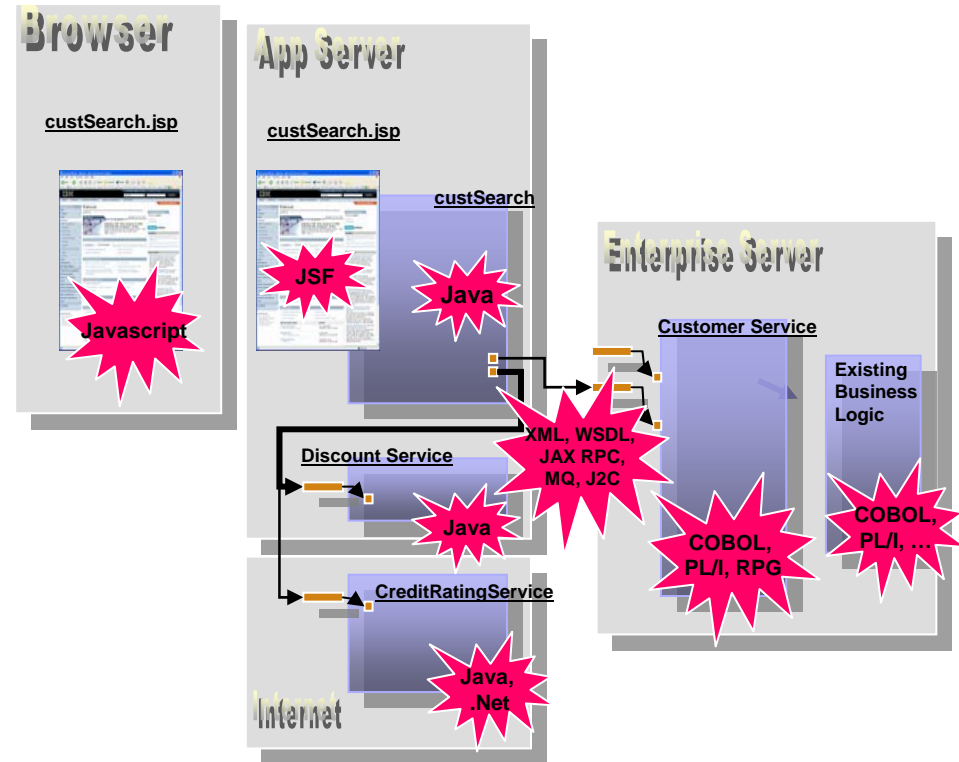 Browser
custSearch.jsp
Javascript
App Server
custSearch.jsp
custSearch
JSF
Java
Discount Service
Java
Internet
CreditRatingService
Java,
.Net
XML, WSDL,
JAX RPC,
MQ, J2C
Enterprise Server
Customer Service
COBOL,
PL/I, RPG
Existing
Business
Logic
COBOL,
PL/I, …